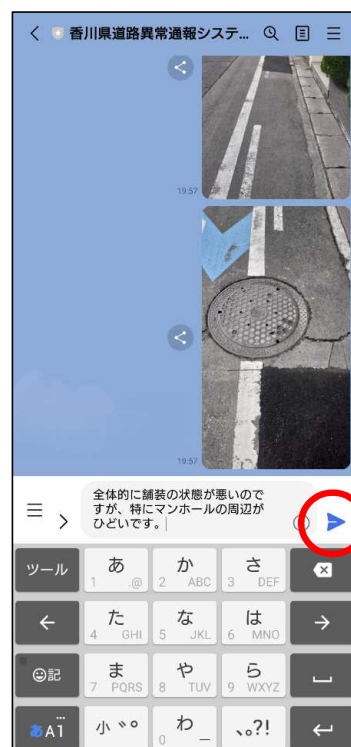 香川県道路異常通報システ...
19:57
19:57
全体的に舗装の状態が悪いので
すが、特にマンホールの周辺が
ひどいです。
ツール
あ
1 .@
か
2 ABC
さ
3 DEF
た
4 GHI
な
5 JKL
は
6 MNO
記
ま
7 PQRS
や
8 TUV
ら
9 WXYZ
あA1
小゛゜
わ
0 _
、。?!